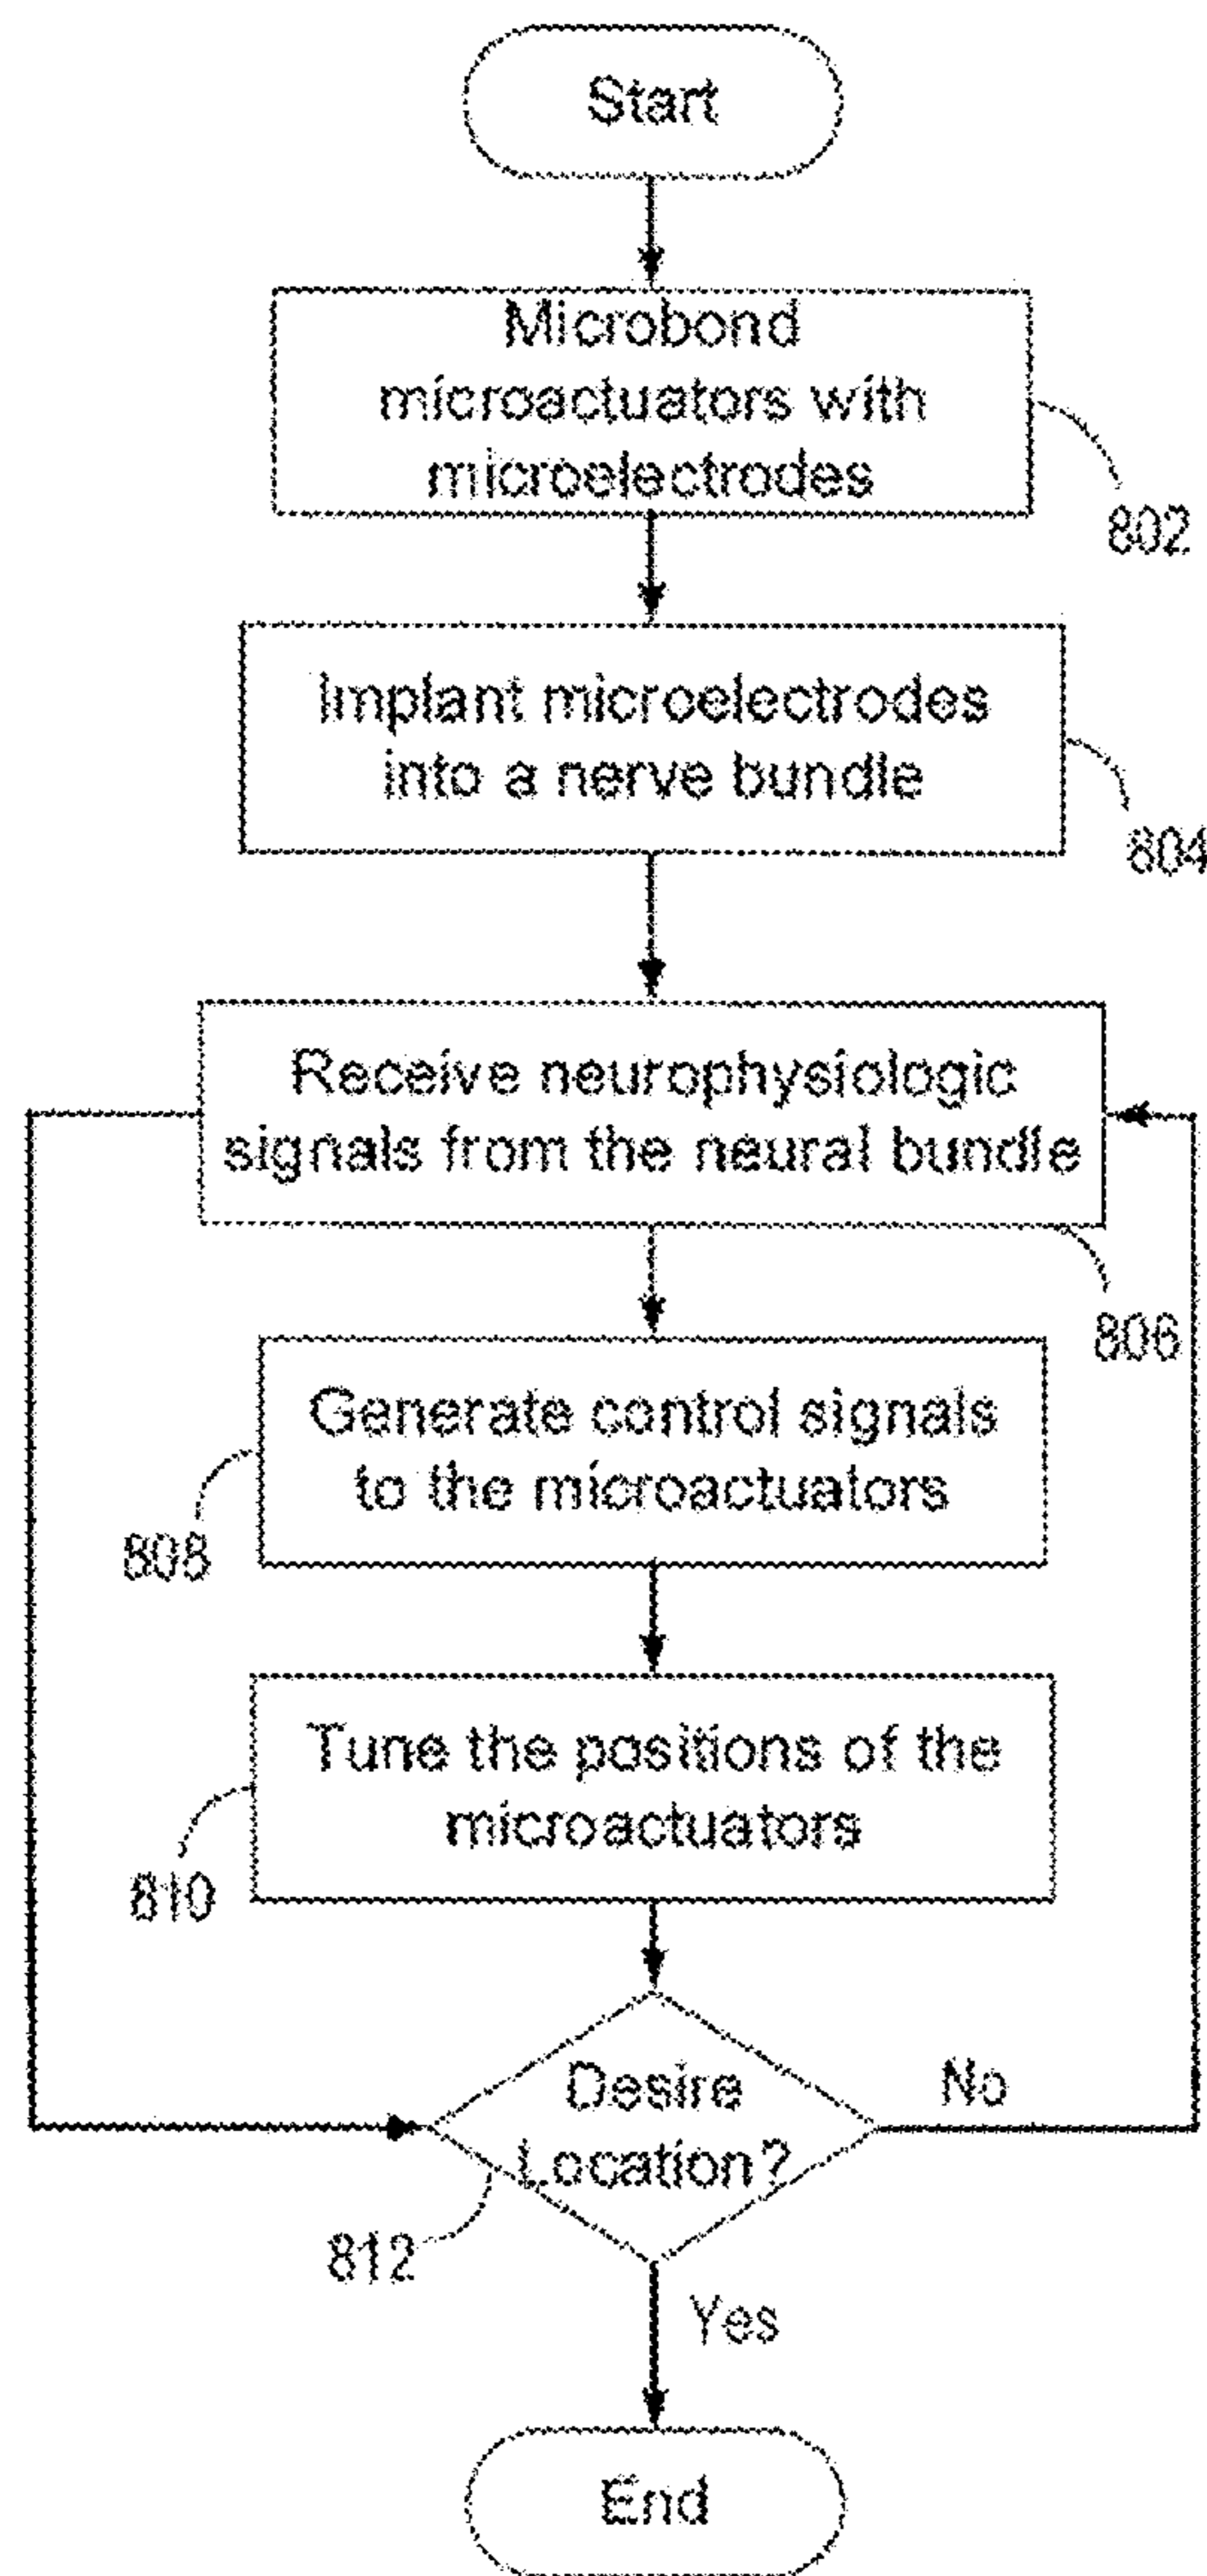 Start
Microbond
microactuators with
microelectrodes
802
Implant microelectrodes
into a nerve bundle
804
Receive neurophysiologic
signals from the neural bundle
806
Generate control signals
to the microactuators
808
Tune the positions of the
microactuators
810
Desire
Location?
No
812
Yes
End